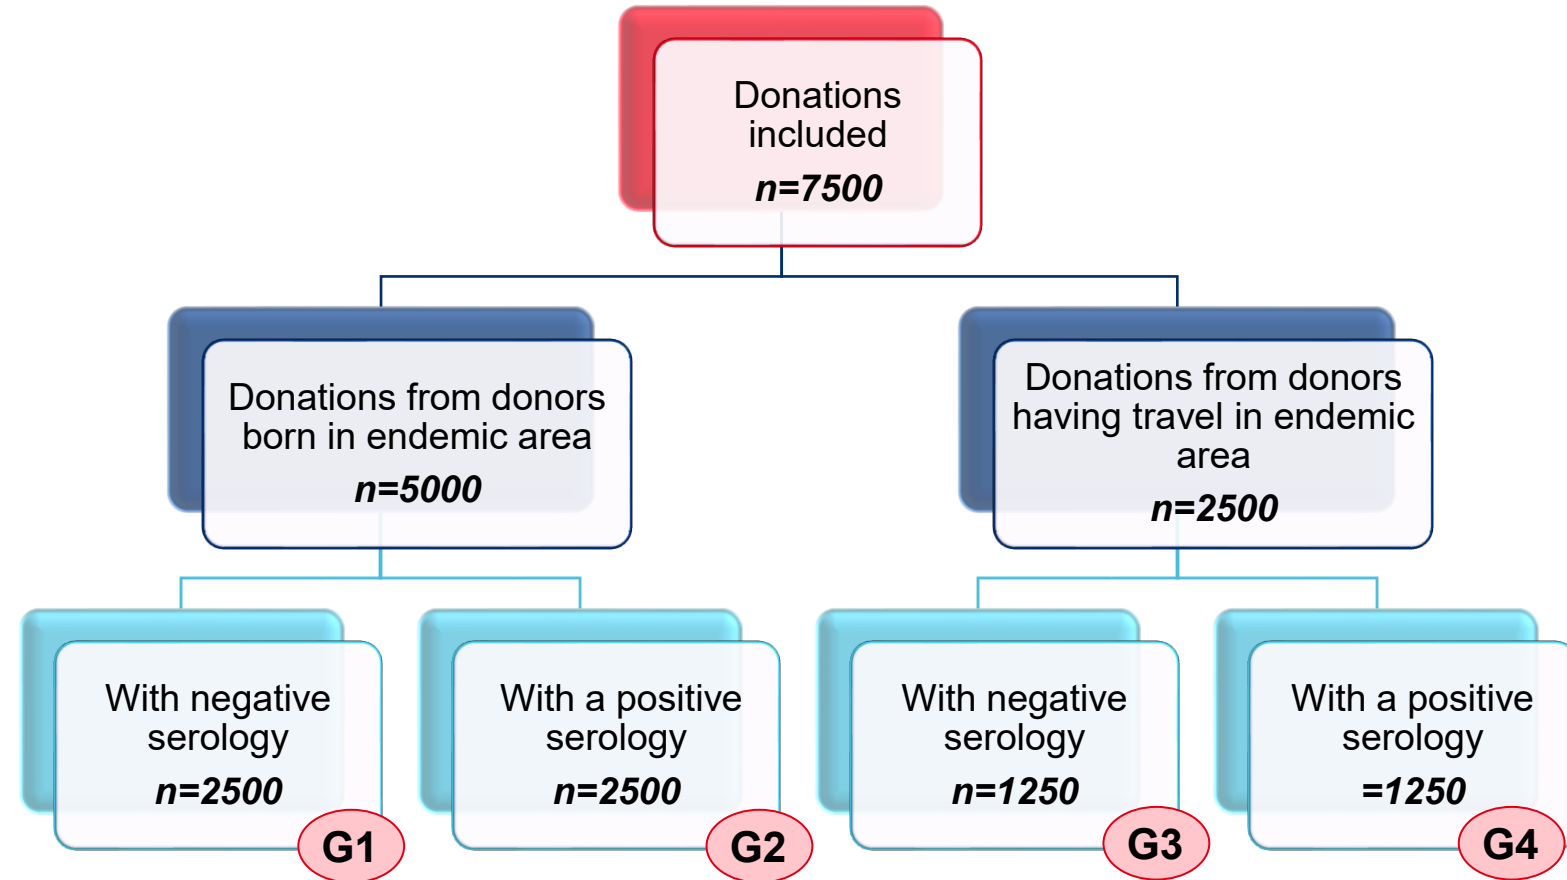 Donations
included
n=7500
Donations from donors
born in endemic area
n=5000
Donations from donors
having travel in endemic
area
n=2500
With negative
serology
n=2500
G1
With a positive
serology
n=2500
G2
With negative
serology
n=1250
G3
With a positive
serology
=1250
G4